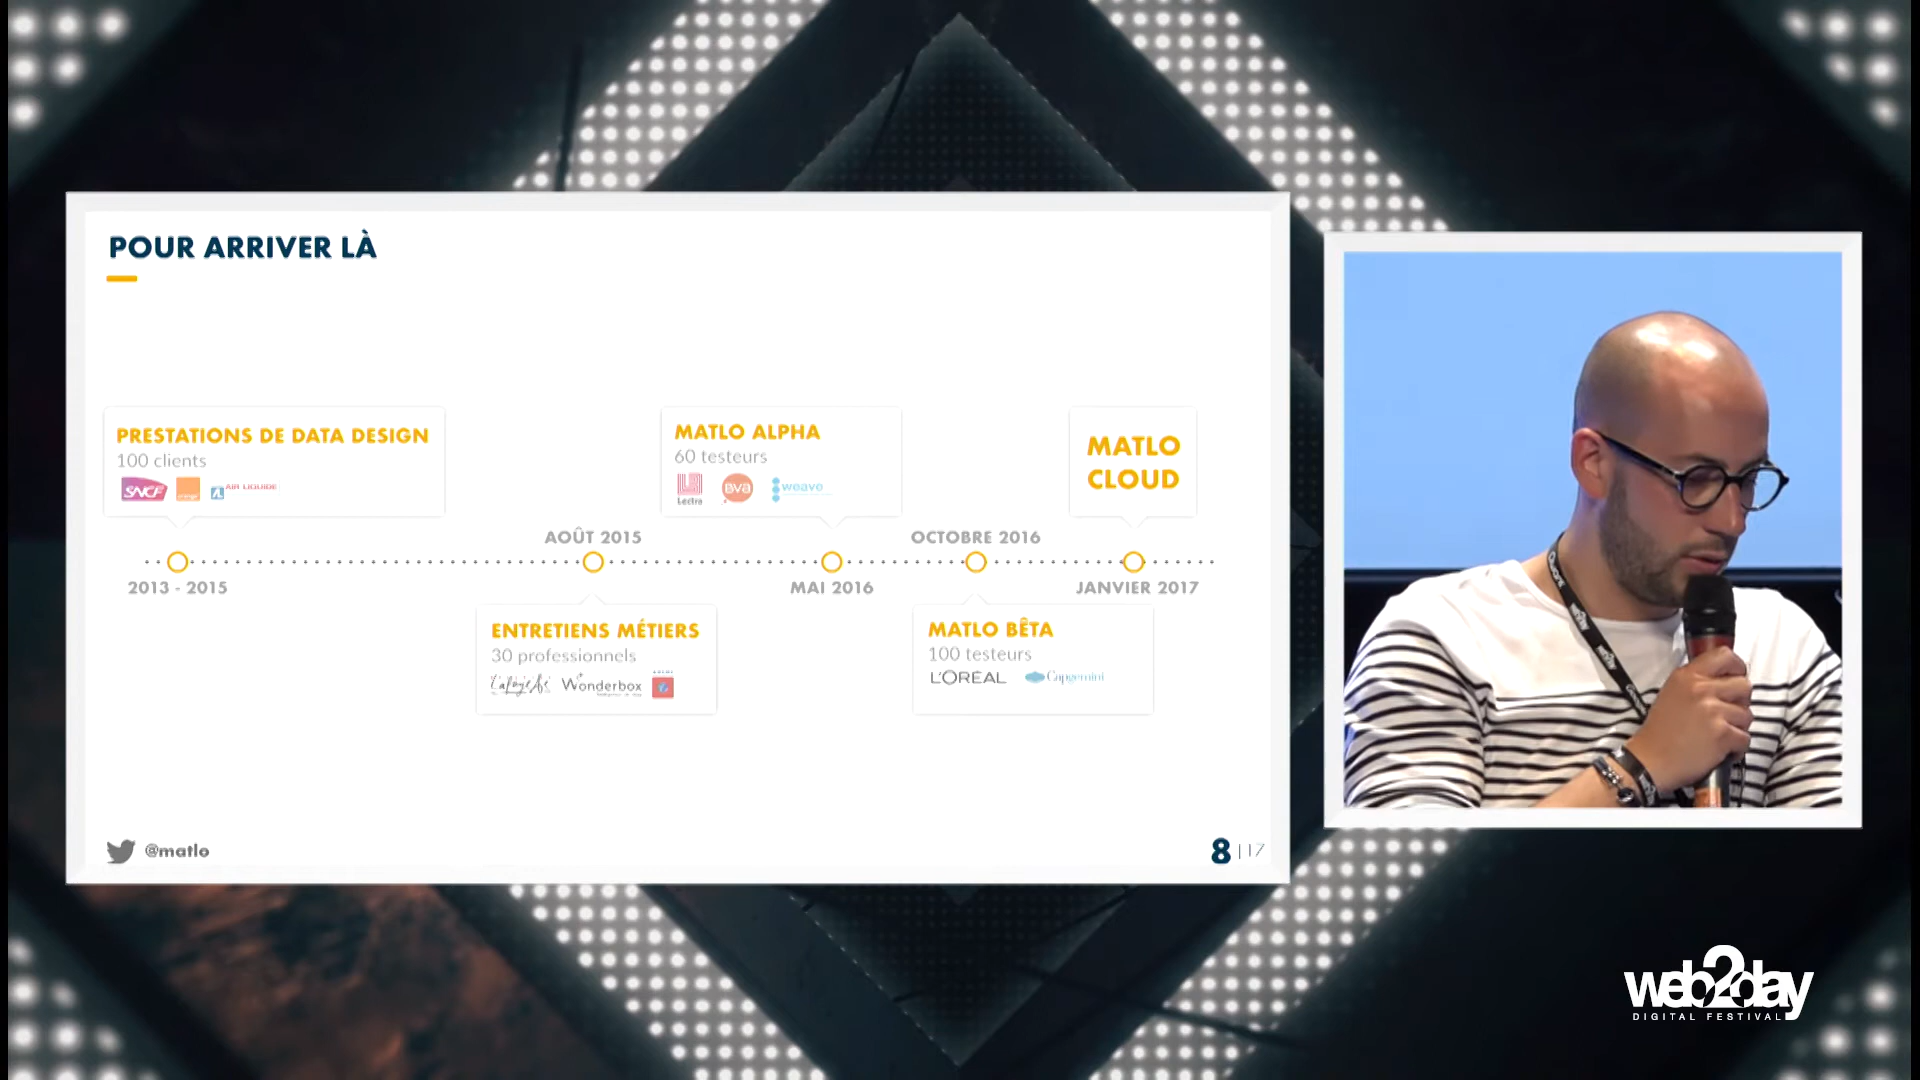 POUR ARRIVER LÀ
PRESTATIONS DE DATA DESIGN
100 clients
SNCF
orange
AIR LIQUIDE
MATLO ALPHA
60 testeurs
Lectra
BVA
weave
MATLO
CLOUD
AOÛT 2015
OCTOBRE 2016
2013 - 2015
MAI 2016
JANVIER 2017
ENTRETIENS MÉTIERS
30 professionnels
Wonderbox
MATLO BÊTA
100 testeurs
L'ORÉAL
Capgemini
@matlo
8 | 17
web2day
DIGITAL FESTIVAL